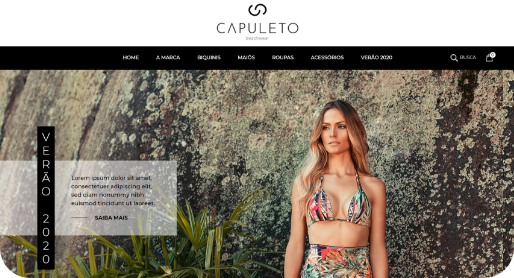 CAPULETO
beachwear
HOME A MARCA BIQUINIS MAIÔS ROUPAS ACESSÓRIOS VERÃO 2020
BUSCA 0
VERÃO 2020
Lorem ipsum dolor sit amet,
consectetuer adipiscing elit,
sed diam nonummy nibh
euismod tincidunt ut laoreet
SAIBA MAIS